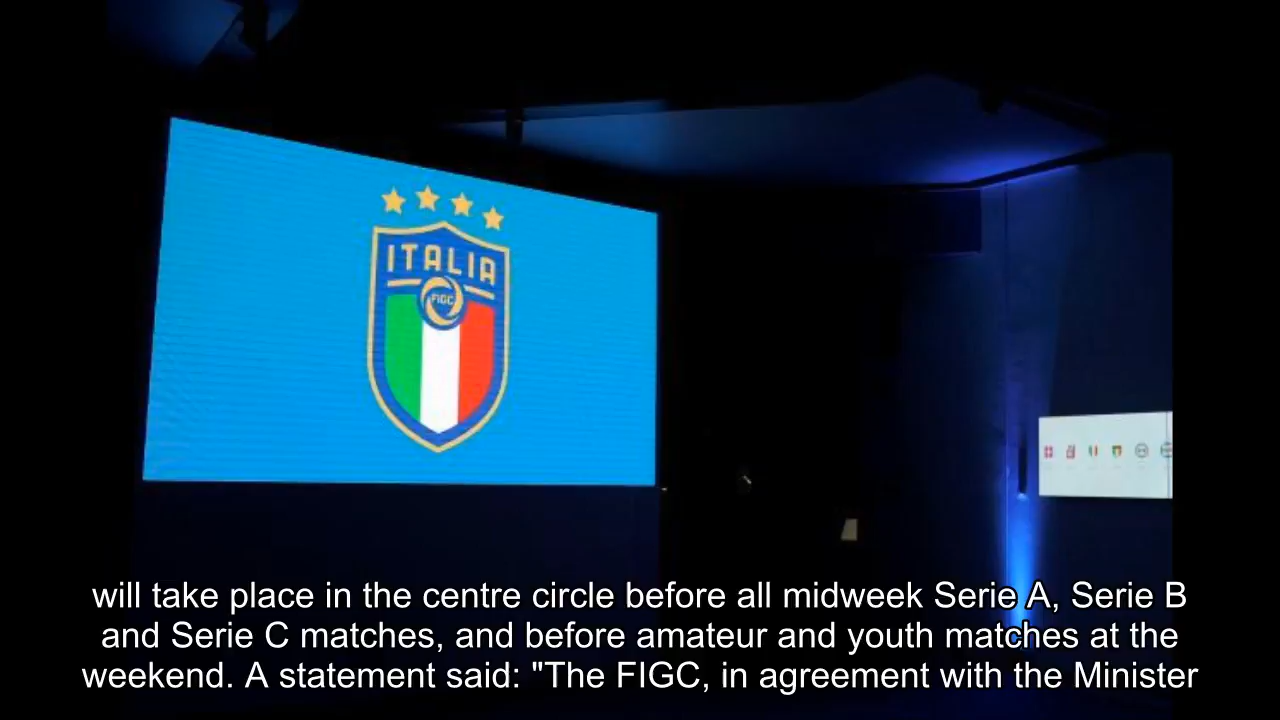 ITALIA
FIGC
will take place in the centre circle before all midweek Serie A, Serie B
and Serie C matches, and before amateur and youth matches at the
weekend. A statement said: "The FIGC, in agreement with the Minister